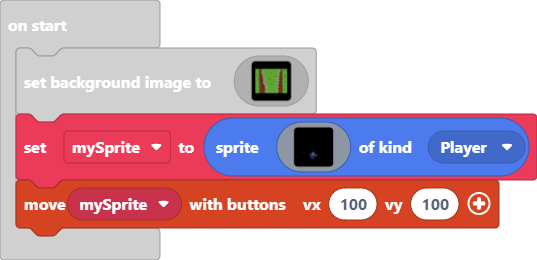 on start
set background image to
set mySprite to sprite of kind Player
move mySprite with buttons vx 100 vy 100